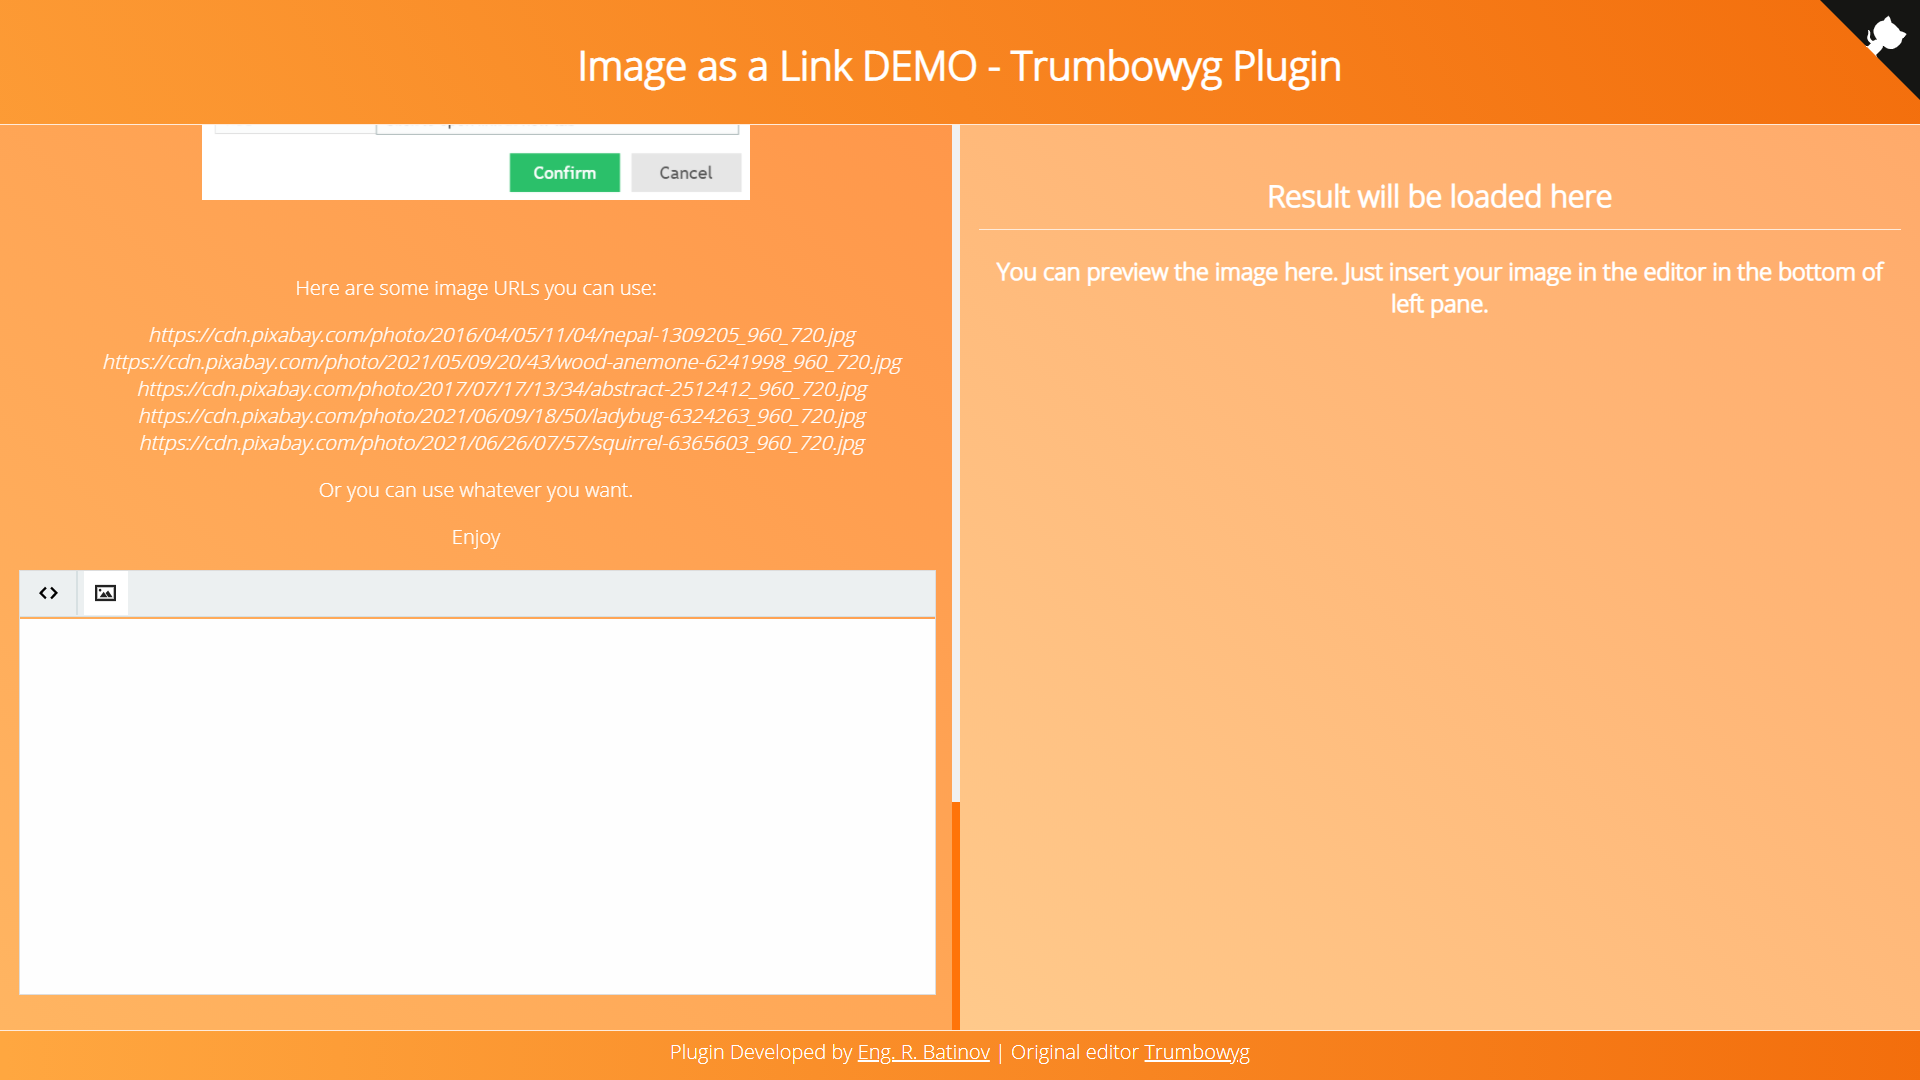 Image as a Link DEMO - Trumbowyg Plugin
Confirm
Cancel
Here are some image URLs you can use:
https://cdn.pixabay.com/photo/2016/04/05/11/04/nepal-1309205_960_720.jpg
https://cdn.pixabay.com/photo/2021/05/09/20/43/wood-anemone-6241998_960_720.jpg
https://cdn.pixabay.com/photo/2017/07/17/13/34/abstract-2512412_960_720.jpg
https://cdn.pixabay.com/photo/2021/06/09/18/50/ladybug-6324263_960_720.jpg
https://cdn.pixabay.com/photo/2021/06/26/07/57/squirrel-6365603_960_720.jpg
Or you can use whatever you want.
Enjoy
Result will be loaded here
You can preview the image here. Just insert your image in the editor in the bottom of
left pane.
Plugin Developed by Eng. R. Batinov | Original editor Trumbowyg